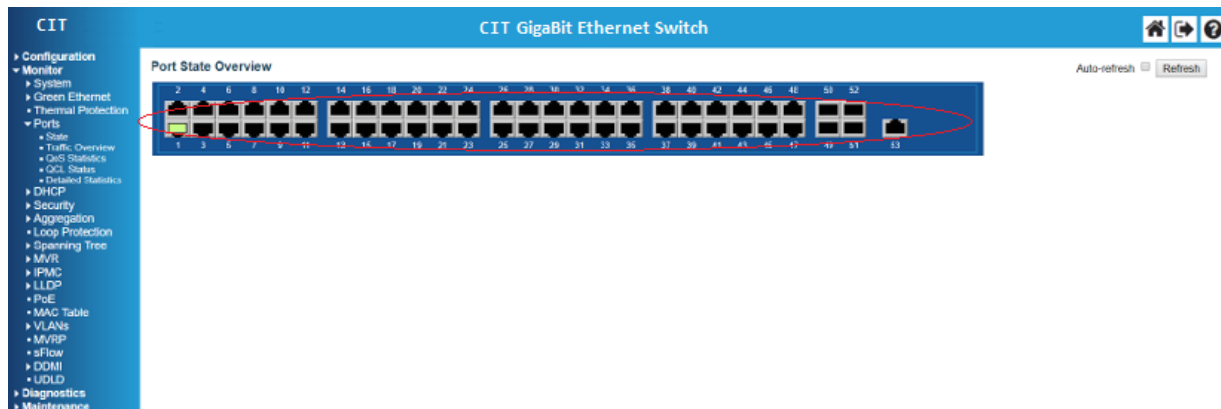 CIT
CIT GigaBit Ethernet Switch
Configuration
Monitor
System
Green Ethernet
Thermal Protection
Ports
State
Traffic Overview
QoS Statistics
QCL Status
Detailed Statistics
DHCP
Security
Aggregation
Loop Protection
Spanning Tree
MVR
IPMC
LLDP
PoE
MAC Table
VLANs
MVRP
sFlow
DDMI
UDLD
Diagnostics
Maintenance
Port State Overview
Auto-refresh Refresh
2 4 6 8 10 12 14 16 18 20 22 24 26 28 30 32 34 36 38 40 42 44 46 48 50 52
1 3 5 7 9 11 13 15 17 19 21 23 25 27 29 31 33 35 37 39 41 43 45 47 49 51 53